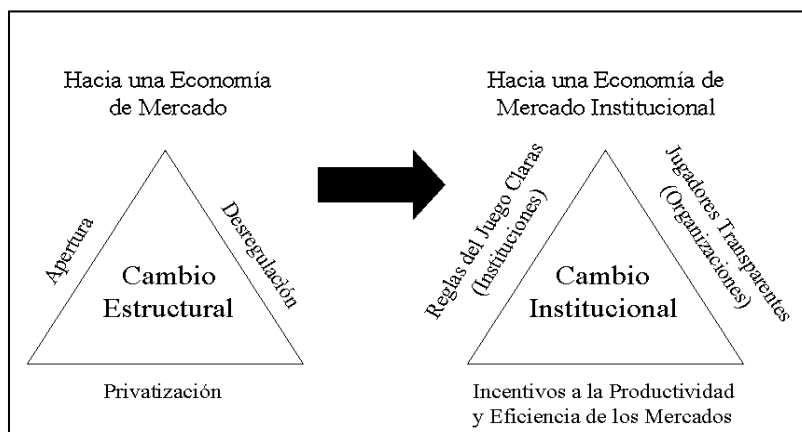 Hacia una Economía
de Mercado
Apertura
Desregulación
Cambio
Estructural
Privatización
Hacia una Economía de
Mercado Institucional
Reglas del Juego Claras
(Instituciones)
Jugadores Transparentes
(Organizaciones)
Cambio
Institucional
Incentivos a la Productividad
y Eficiencia de los Mercados